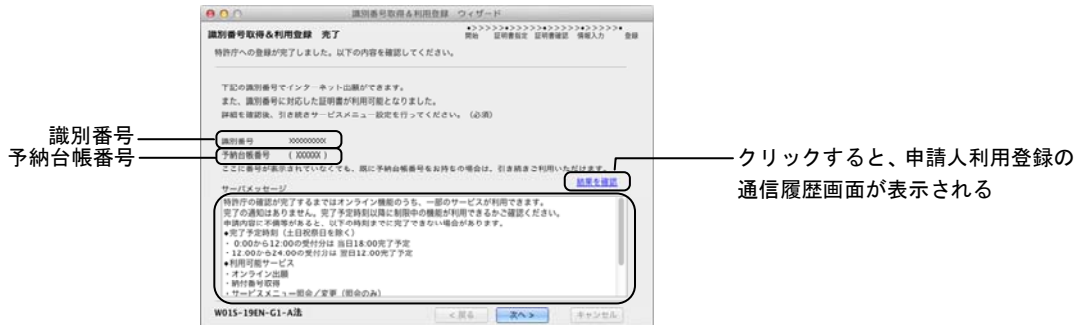 識別番号取得＆利用登録 ウィザード
識別番号取得＆利用登録 完了
●>>>>>●>>>>>●>>>>>●>>>>>●
開始 証明書指定 証明書確認 情報入力 登録
特許庁への登録が完了しました。以下の内容を確認してください。
下記の識別番号でインターネット出願ができます。
また、識別番号に対応した証明書が利用可能となりました。
詳細を確認後、引き続きサービスメニュー設定を行ってください。（必須）
識別番号
識別番号 XXXXXXXXX
予納台帳番号
予納台帳番号 （ XXXXXX ）
ここに番号が表示されていなくても、既に予納台帳番号をお持ちの場合は、引き続きご利用いただけます。
クリックすると、申請人利用登録の
通信履歴画面が表示される
結果を確認
サーバメッセージ
特許庁の確認が完了するまではオンライン機能のうち、一部のサービスが利用できます。
完了の通知はありません。完了予定時刻以降に制限中の機能が利用できるかご確認ください。
申請内容に不備等があると、以下の時刻までに完了できない場合があります。
◆完了予定時刻（土日祝祭日を除く）
・ 0:00から12:00の受付分は 当日18:00完了予定
・12:00から24:00の受付分は 翌日12:00完了予定
◆利用可能サービス
・オンライン出願
・納付番号取得
・サービスメニュー照会／変更（照会のみ）
W01S-19EN-G1-A法
＜戻る 次へ＞ キャンセル